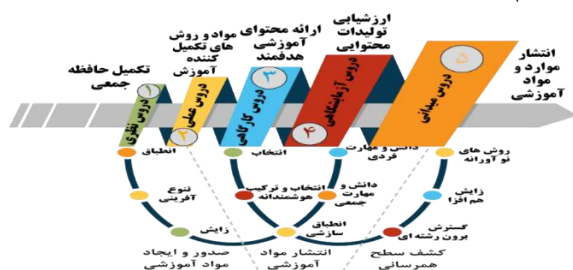 تکمیل حافظه
جمعی
مواد و روش
های تکمیل
کننده
آموزش
ارائه محتوای
آموزشی
هدفمند
ارزشیابی
تولیدات
محتوایی
انتشار
موارد و
مواد
آموزشی
۱
دروس نظری
۲
دروس عملی
۳
دروس کارگاهی
۴
دروس آزمایشگاهی
۵
دروس میدانی
انطباق
تنوع
آفرینی
زایش
انتخاب
انتخاب و ترکیب
هوشمندانه
انطباق
سازشی
دانش و مهارت
فردی
دانش و
مهارت
جمعی
روش های
نو آورانه
زایش
هم افزا
گسترش
برون رشته ای
صدور و ایجاد
مواد آموزشی
انتشار مواد
آموزشی
کشف سطح
همرسانی